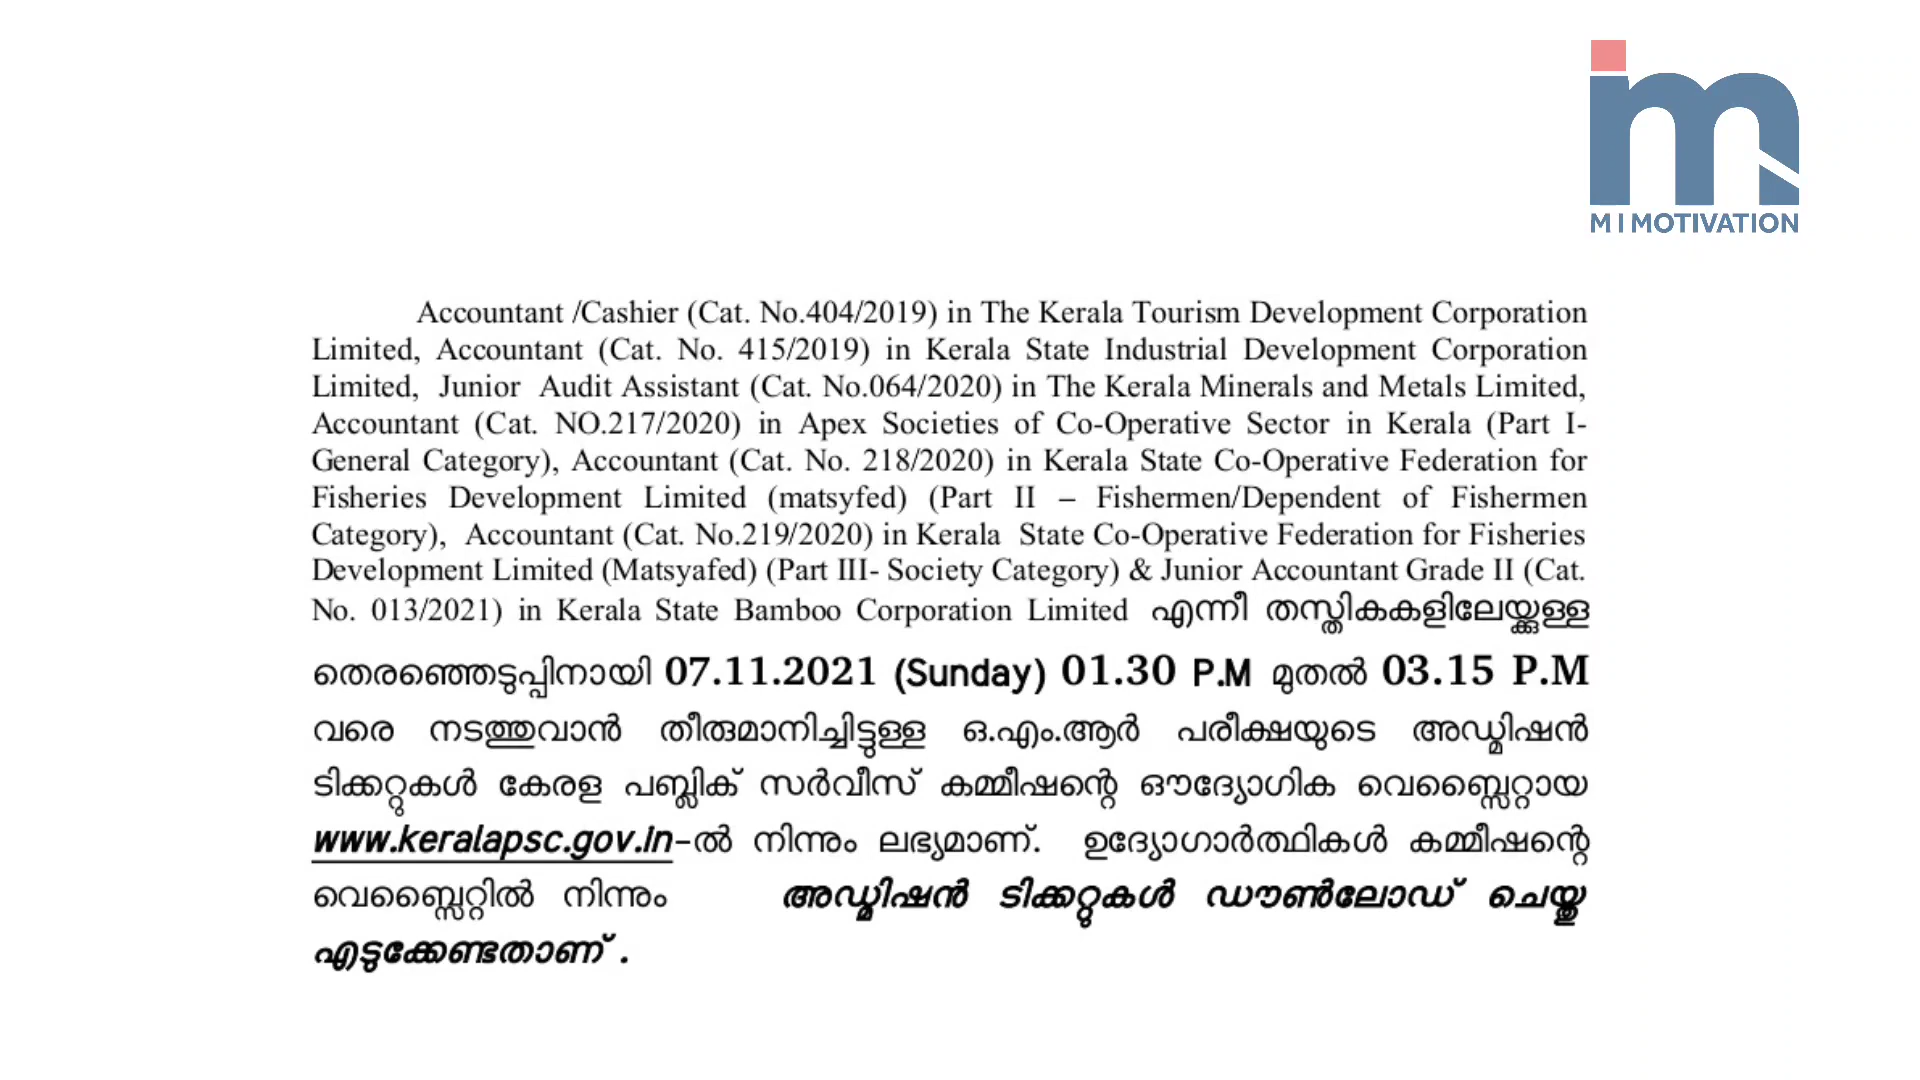 M I MOTIVATION
Accountant /Cashier (Cat. No.404/2019) in The Kerala Tourism Development Corporation
Limited, Accountant (Cat. No. 415/2019) in Kerala State Industrial Development Corporation
Limited, Junior Audit Assistant (Cat. No.064/2020) in The Kerala Minerals and Metals Limited,
Accountant (Cat. NO.217/2020) in Apex Societies of Co-Operative Sector in Kerala (Part I-
General Category), Accountant (Cat. No. 218/2020) in Kerala State Co-Operative Federation for
Fisheries Development Limited (matsyfed) (Part II – Fishermen/Dependent of Fishermen
Category), Accountant (Cat. No.219/2020) in Kerala State Co-Operative Federation for Fisheries
Development Limited (Matsyafed) (Part III- Society Category) & Junior Accountant Grade II (Cat.
No. 013/2021) in Kerala State Bamboo Corporation Limited എന്നീ തസ്തികകളിലേയ്ക്കുള്ള
തെരഞ്ഞെടുപ്പിനായി 07.11.2021 (Sunday) 01.30 P.M മുതൽ 03.15 P.M
വരെ നടത്തുവാൻ തീരുമാനിച്ചിട്ടുള്ള ഒ.എം.ആർ പരീക്ഷയുടെ അഡ്മിഷൻ
ടിക്കറ്റുകൾ കേരള പബ്ലിക് സർവീസ് കമ്മീഷന്റെ ഔദ്യോഗിക വെബ്സൈറ്റായ
www.keralapsc.gov.in-ൽ നിന്നും ലഭ്യമാണ്. ഉദ്യോഗാർത്ഥികൾ കമ്മീഷന്റെ
വെബ്സൈറ്റിൽ നിന്നും അഡ്മിഷൻ ടിക്കറ്റുകൾ ഡൗൺലോഡ് ചെയ്തു
എടുക്കേണ്ടതാണ് .